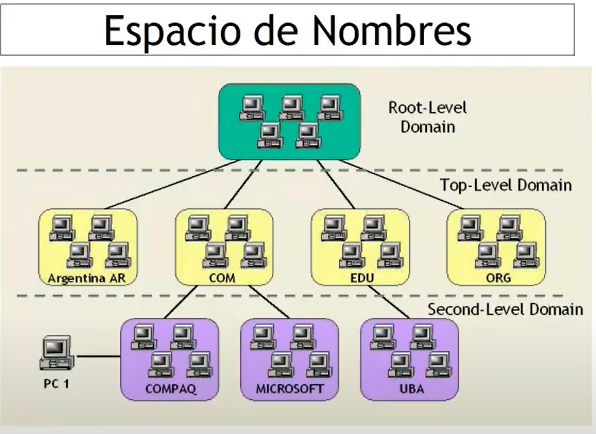 Espacio de Nombres
Root-Level
Domain
Top-Level Domain
Argentina AR
COM
EDU
ORG
Second-Level Domain
PC 1
COMPAQ
MICROSOFT
UBA